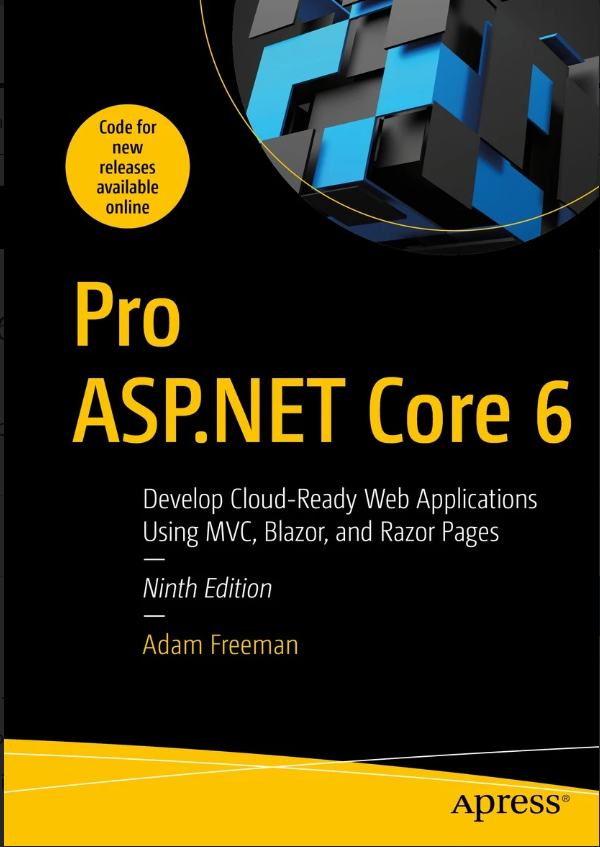 Code for
new
releases
available
online
Pro
ASP.NET Core 6
Develop Cloud-Ready Web Applications
Using MVC, Blazor, and Razor Pages
—
Ninth Edition
—
Adam Freeman
Apress®